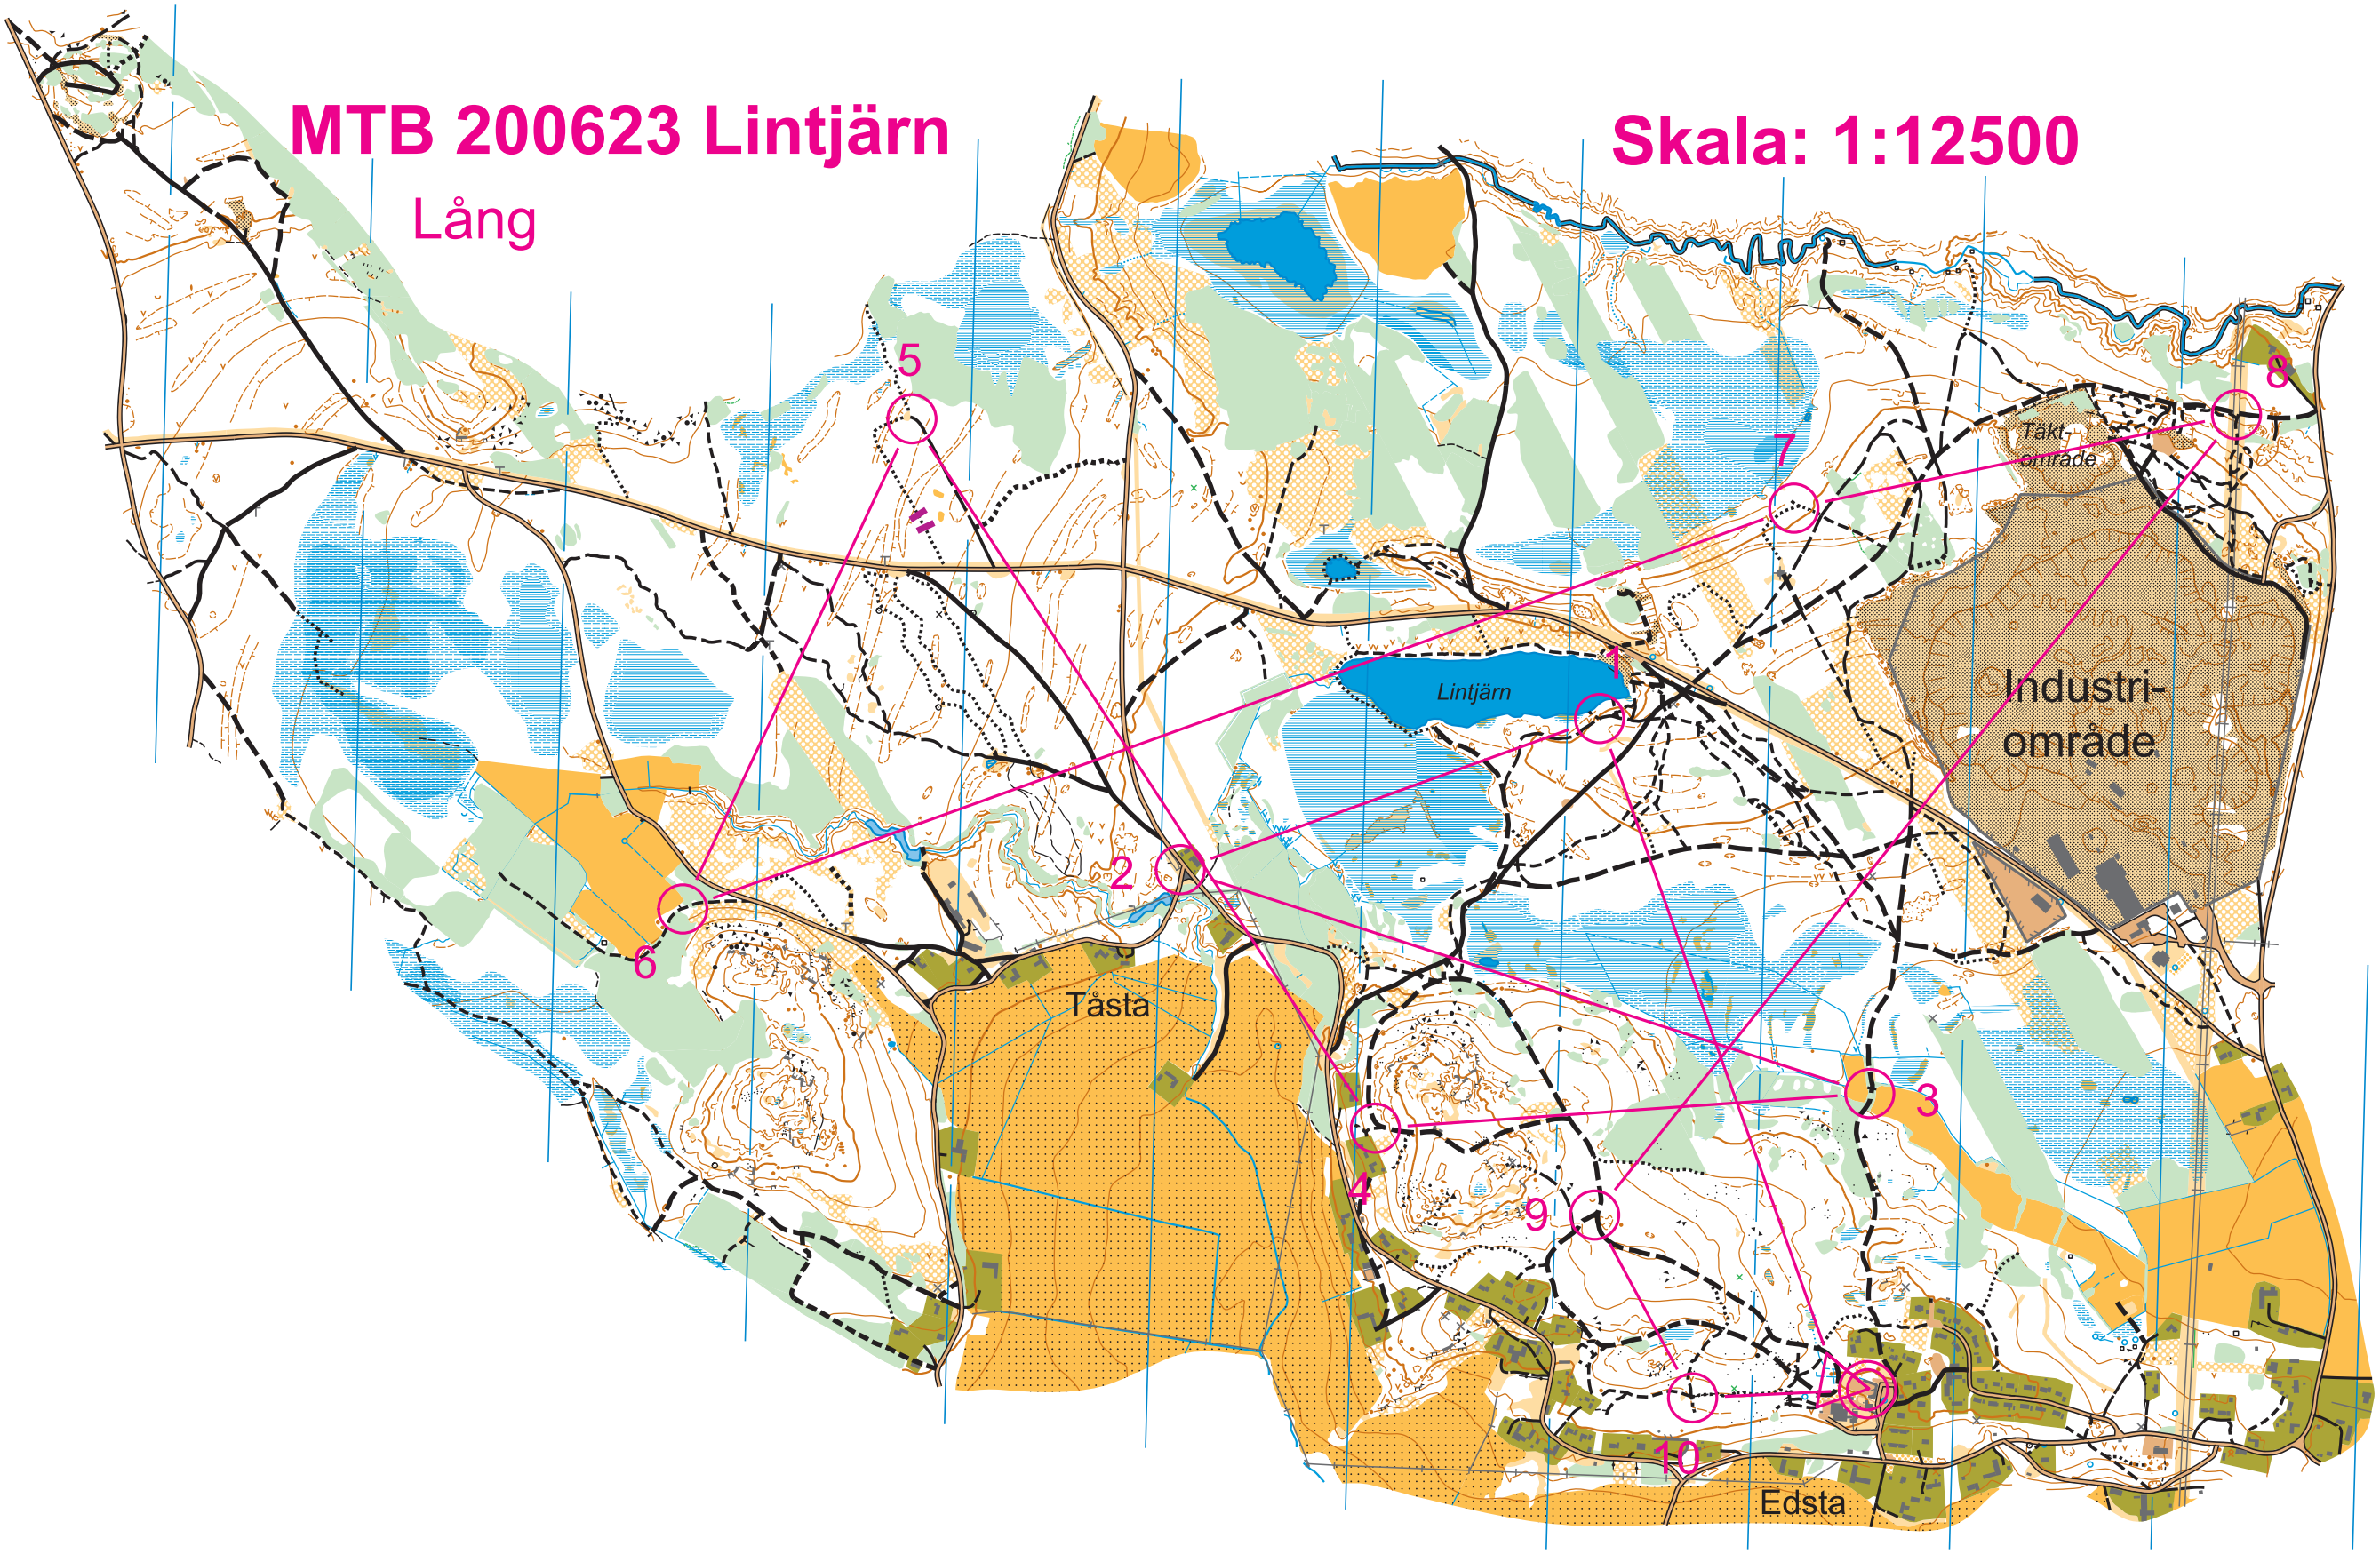 MTB 200623 Lintjärn
Skala: 1:12500
Lång
5
8
7
Täkt-
område
1
Lintjärn
Industri-
område
2
6
Tåsta
3
4
9
10
Edsta